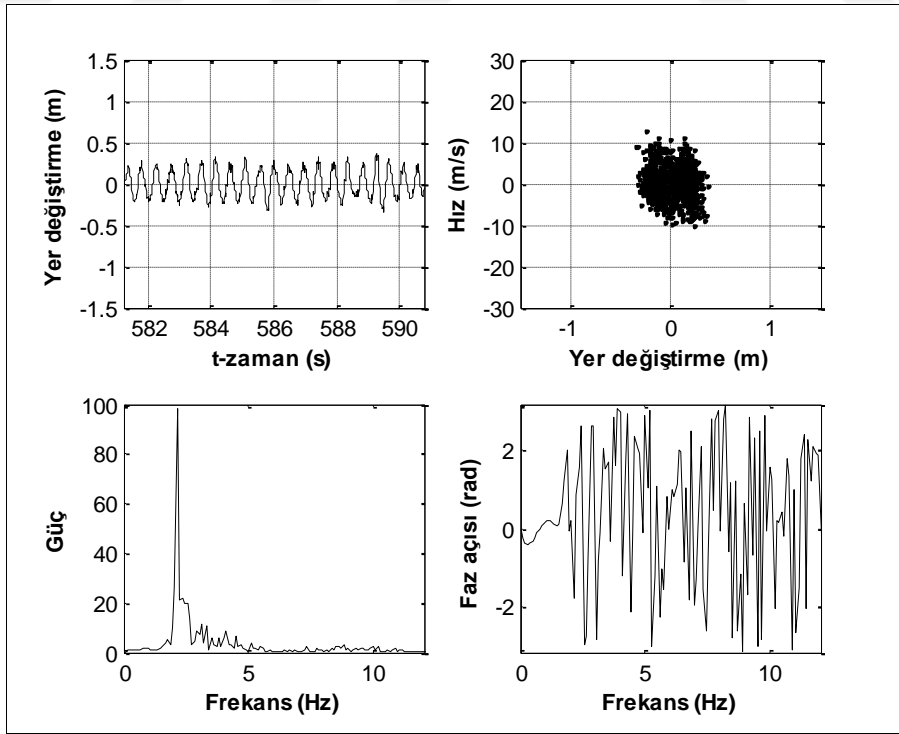 1.5
1
0.5
0
-0.5
-1
-1.5
582 584 586 588 590
Yer değiştirme (m)
t-zaman (s)
30
20
10
0
-10
-20
-30
-1 0 1
Hız (m/s)
Yer değiştirme (m)
100
80
60
40
20
0
0 5 10
Güç
Frekans (Hz)
2
0
-2
0 5 10
Faz açısı (rad)
Frekans (Hz)